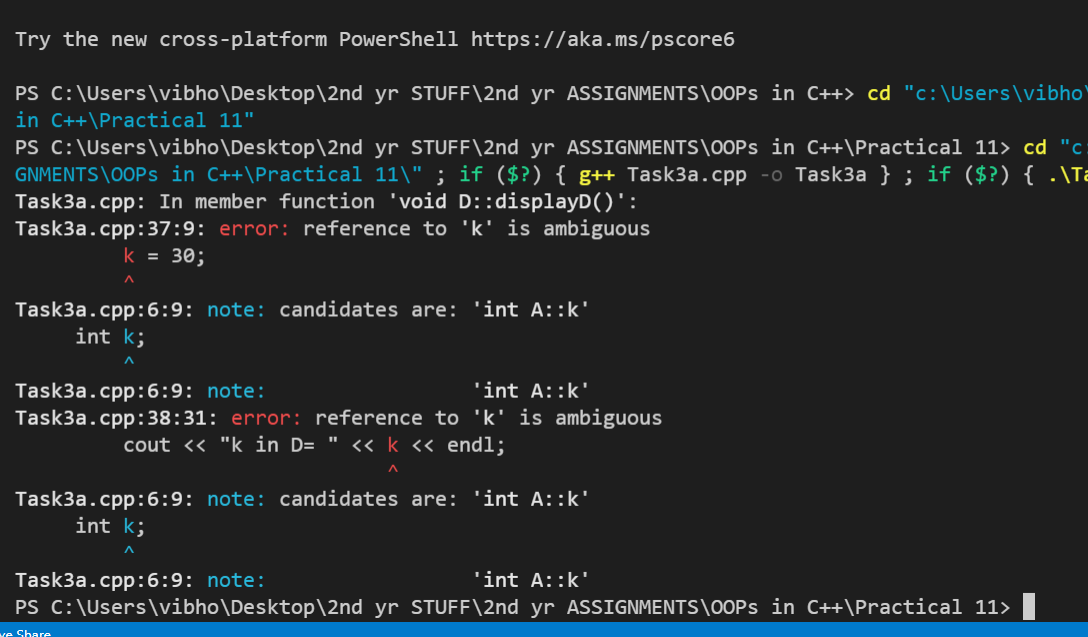 Try the new cross-platform PowerShell https://aka.ms/pscore6
PS C:\Users\vibho\Desktop\2nd yr STUFF\2nd yr ASSIGNMENTS\OOPs in C++> cd "c:\Users\vibho\
in C++\Practical 11"
PS C:\Users\vibho\Desktop\2nd yr STUFF\2nd yr ASSIGNMENTS\OOPs in C++\Practical 11> cd "c:
GNMENTS\OOPs in C++\Practical 11\" ; if ($?) { g++ Task3a.cpp -o Task3a } ; if ($?) { .\Ta
Task3a.cpp: In member function 'void D::displayD()':
Task3a.cpp:37:9: error: reference to 'k' is ambiguous
k = 30;
^
Task3a.cpp:6:9: note: candidates are: 'int A::k'
int k;
^
Task3a.cpp:6:9: note: 'int A::k'
Task3a.cpp:38:31: error: reference to 'k' is ambiguous
cout << "k in D= " << k << endl;
^
Task3a.cpp:6:9: note: candidates are: 'int A::k'
int k;
^
Task3a.cpp:6:9: note: 'int A::k'
PS C:\Users\vibho\Desktop\2nd yr STUFF\2nd yr ASSIGNMENTS\OOPs in C++\Practical 11>
ve Share